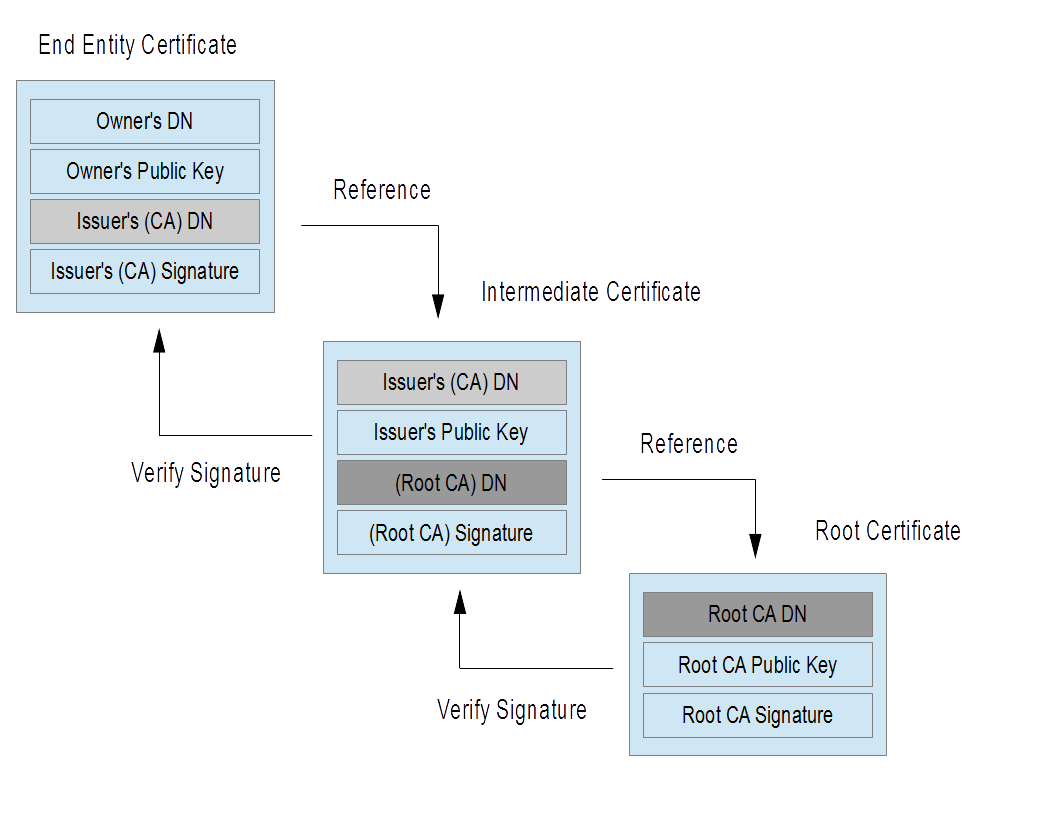 End Entity Certificate
Owner's DN
Owner's Public Key
Issuer's (CA) DN
Issuer's (CA) Signature
Reference
Verify Signature
Intermediate Certificate
Issuer's (CA) DN
Issuer's Public Key
(Root CA) DN
(Root CA) Signature
Reference
Verify Signature
Root Certificate
Root CA DN
Root CA Public Key
Root CA Signature